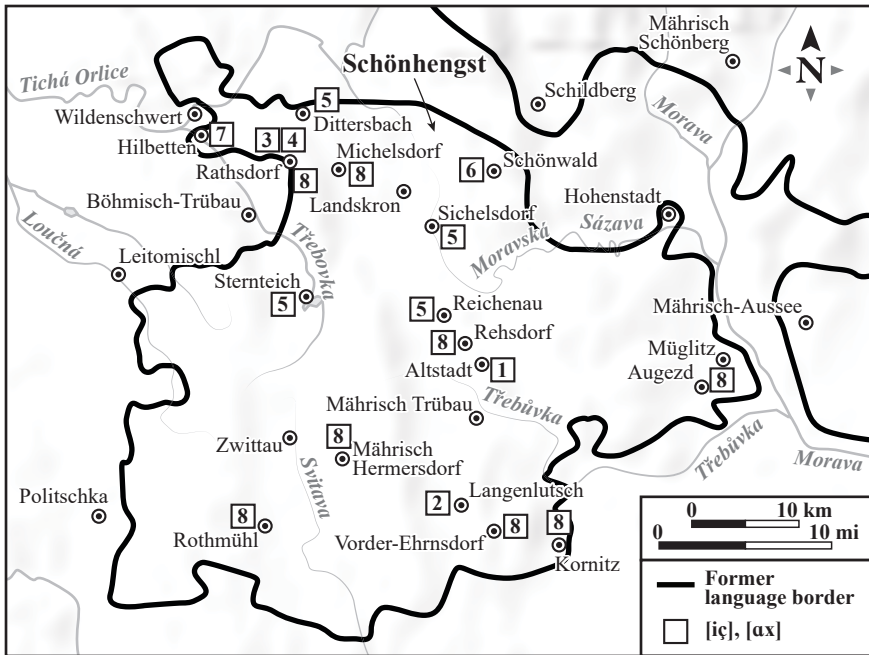 Mährisch
Schönberg
Schönhengst
N
Tichá Orlice
5
Schildberg
Morava
Wildenschwert
Dittersbach
7
3 4
Hilbetten
Michelsdorf
Schönwald
6
Rathsdorf
8
8
Böhmisch-Trübau
Landskron
Hohenstadt
Sichelsdorf
Sázava
5
Moravská
Loučná
Třebovka
Leitomischl
Sternteich
5
5
Reichenau
Mährisch-Aussee
8
Rehsdorf
Müglitz
Altstadt
1
Augezd
8
Mährisch Trübau
Třebůvka
Zwittau
8
Mährisch
Hermersdorf
Svitava
Třebůvka
Morava
Politschka
8
Rothmühl
2
Langenlutsch
Vorder-Ehrnsdorf
8
8
Kornitz
0 10 km
0 10 mi
Former
language border
[iç], [ɑx]